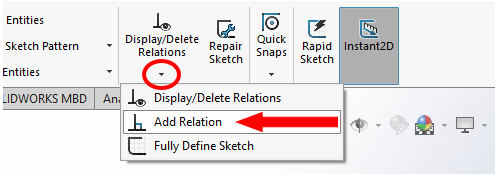 Entities
Sketch Pattern
Entities
Display/Delete
Relations
Repair
Sketch
Quick
Snaps
Rapid
Sketch
Instant2D
LIDWORKS MBD
Display/Delete Relations
Add Relation
Fully Define Sketch